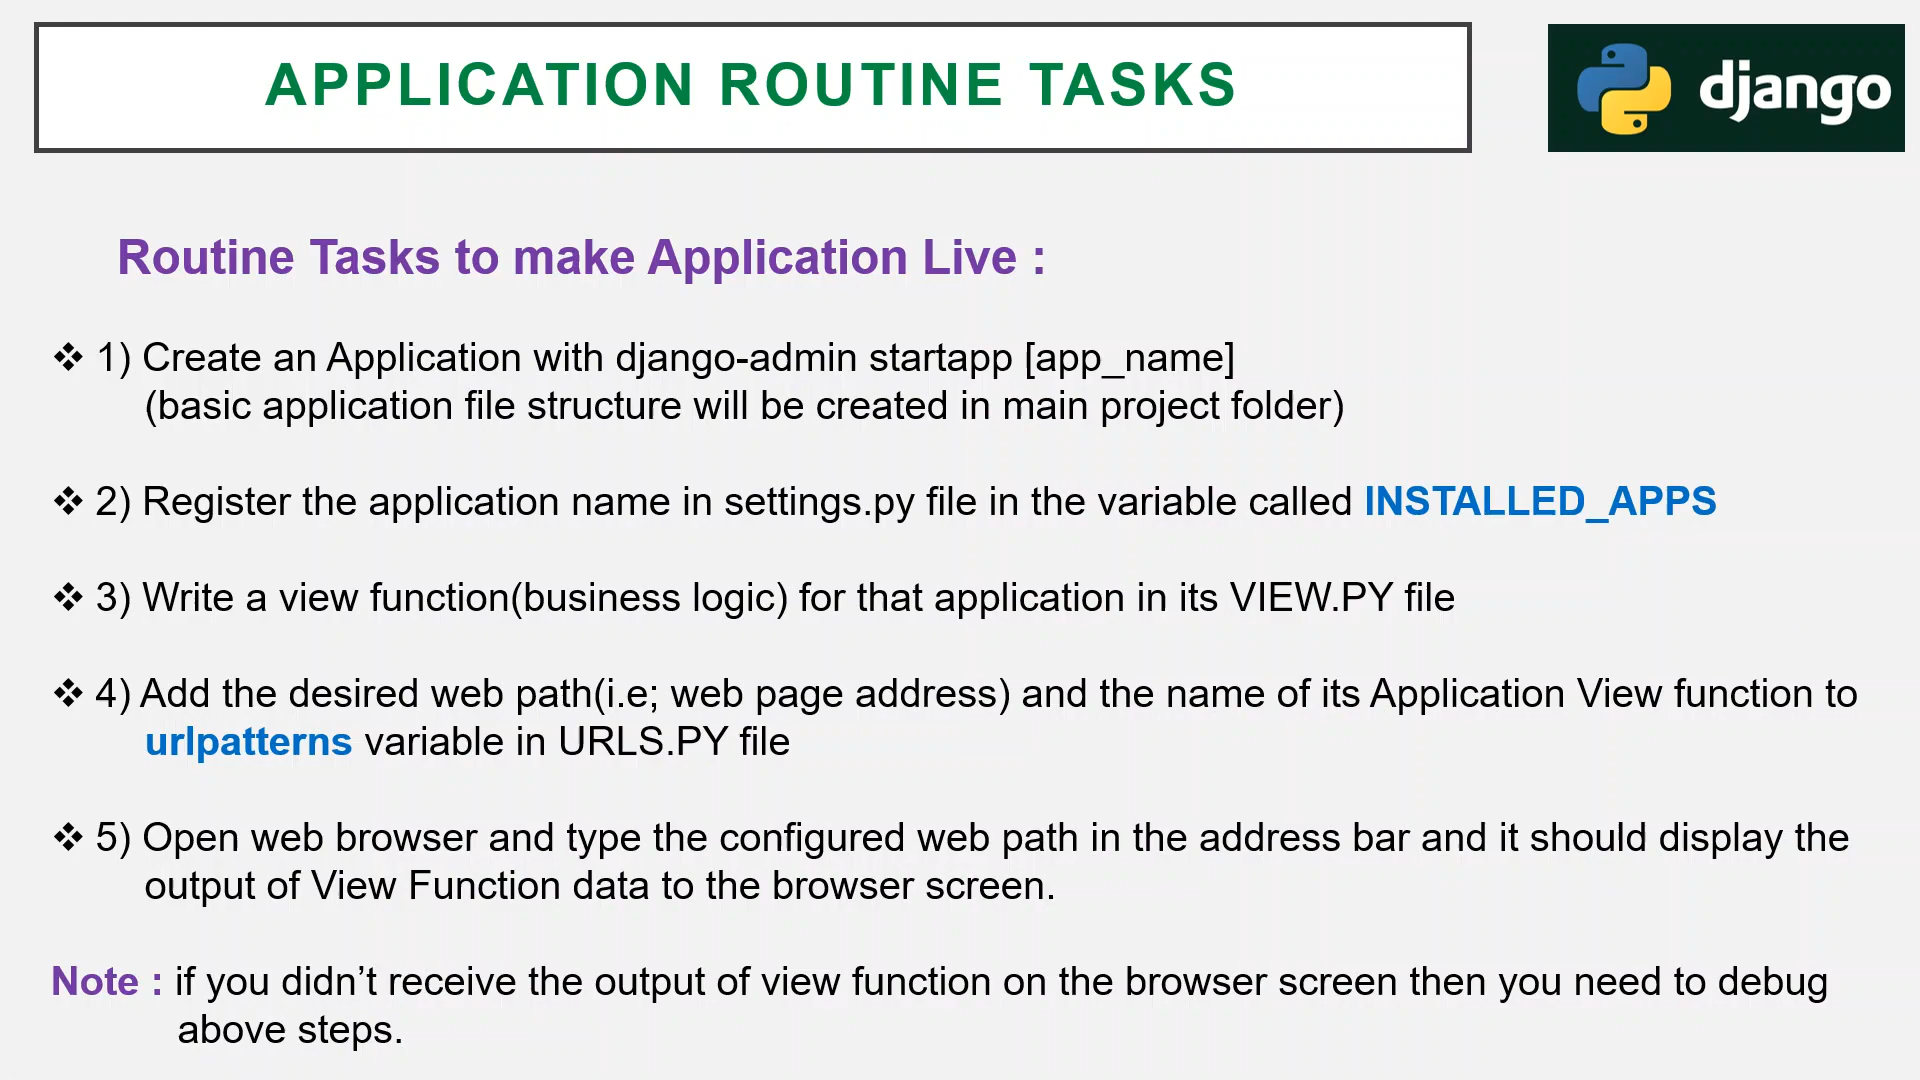 APPLICATION ROUTINE TASKS
django
Routine Tasks to make Application Live :
❖ 1) Create an Application with django-admin startapp [app_name]
(basic application file structure will be created in main project folder)
❖ 2) Register the application name in settings.py file in the variable called INSTALLED_APPS
❖ 3) Write a view function(business logic) for that application in its VIEW.PY file
❖ 4) Add the desired web path(i.e; web page address) and the name of its Application View function to
urlpatterns variable in URLS.PY file
❖ 5) Open web browser and type the configured web path in the address bar and it should display the
output of View Function data to the browser screen.
Note : if you didn’t receive the output of view function on the browser screen then you need to debug
above steps.